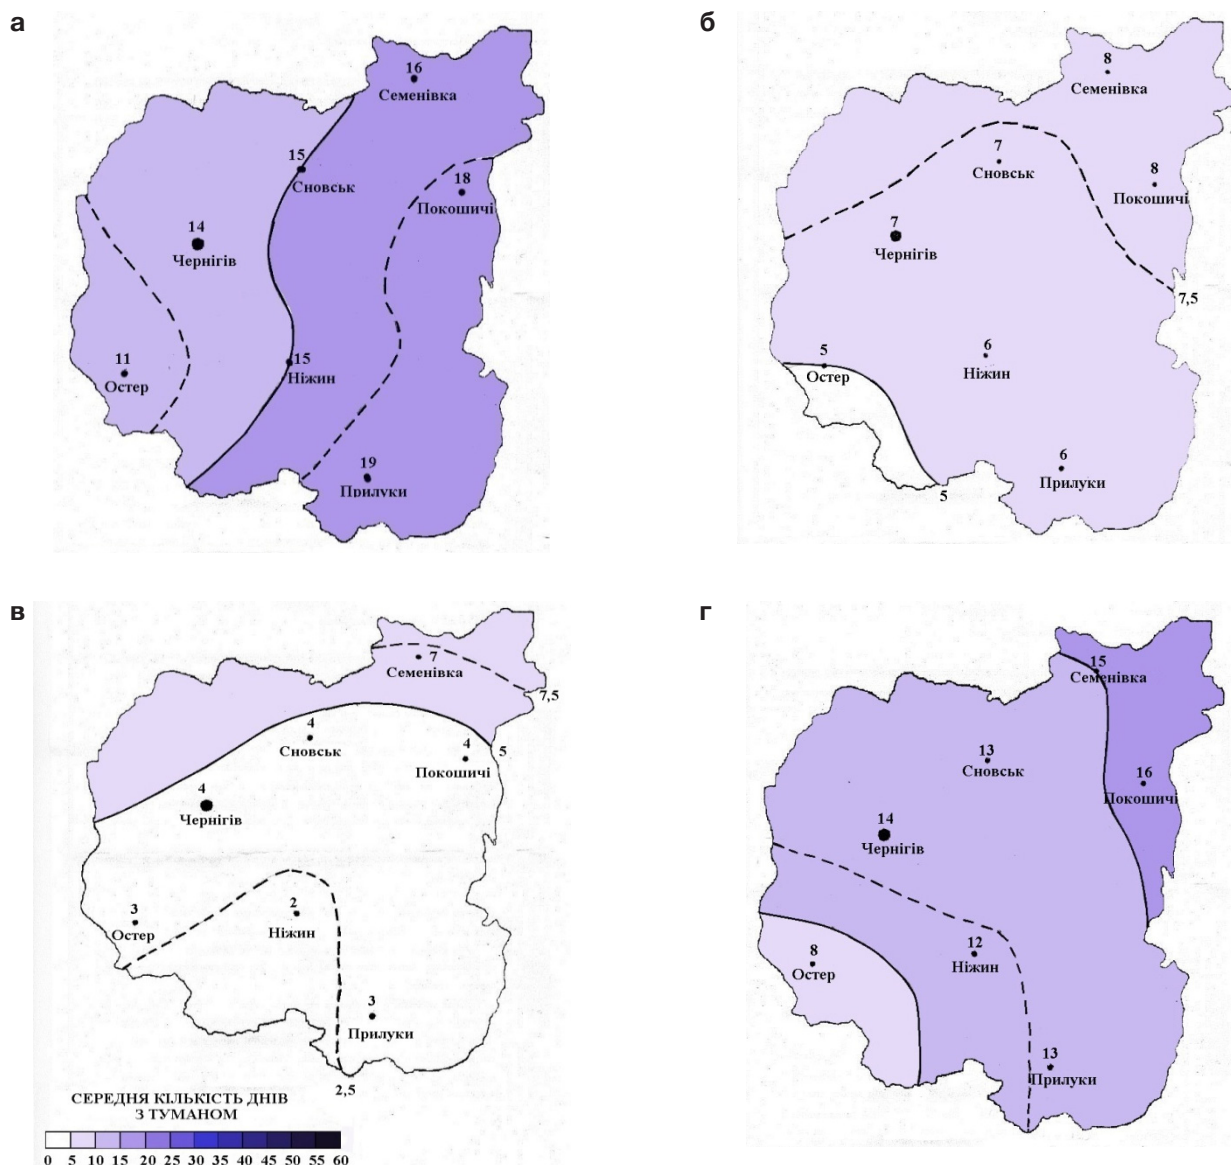 а
16
Семенівка
15
Сновськ
18
Покошичі
14
Чернігів
11
Остер
15
Ніжин
19
Прилуки
б
8
Семенівка
7
Сновськ
8
Покошичі
7
Чернігів
7,5
6
Ніжин
5
Остер
6
Прилуки
5
в
7
Семенівка
7,5
4
Сновськ
4
5
Покошичі
4
Чернігів
3
Остер
2
Ніжин
3
Прилуки
2,5
СЕРЕДНЯ КІЛЬКІСТЬ ДНІВ
З ТУМАНОМ
0 5 10 15 20 25 30 35 40 45 50 55 60
г
15
Семенівка
13
Сновськ
16
Покошичі
14
Чернігів
12
Ніжин
8
Остер
13
Прилуки